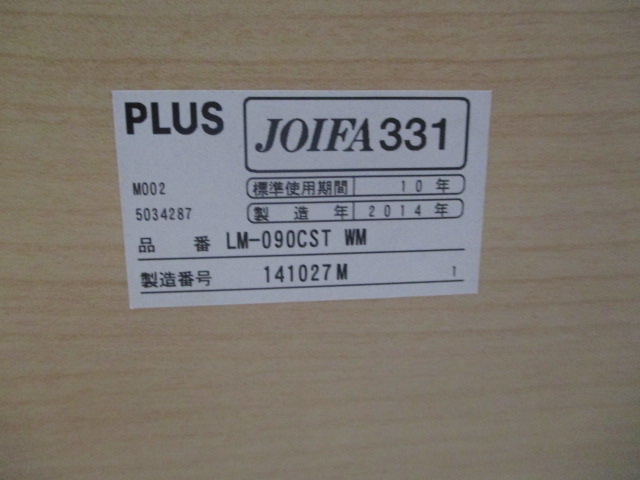 PLUS JOIFA331
M002 標準使用期間 10年
5034287 製造年 2014年
品番 LM-090CST WM
製造番号 141027M 1